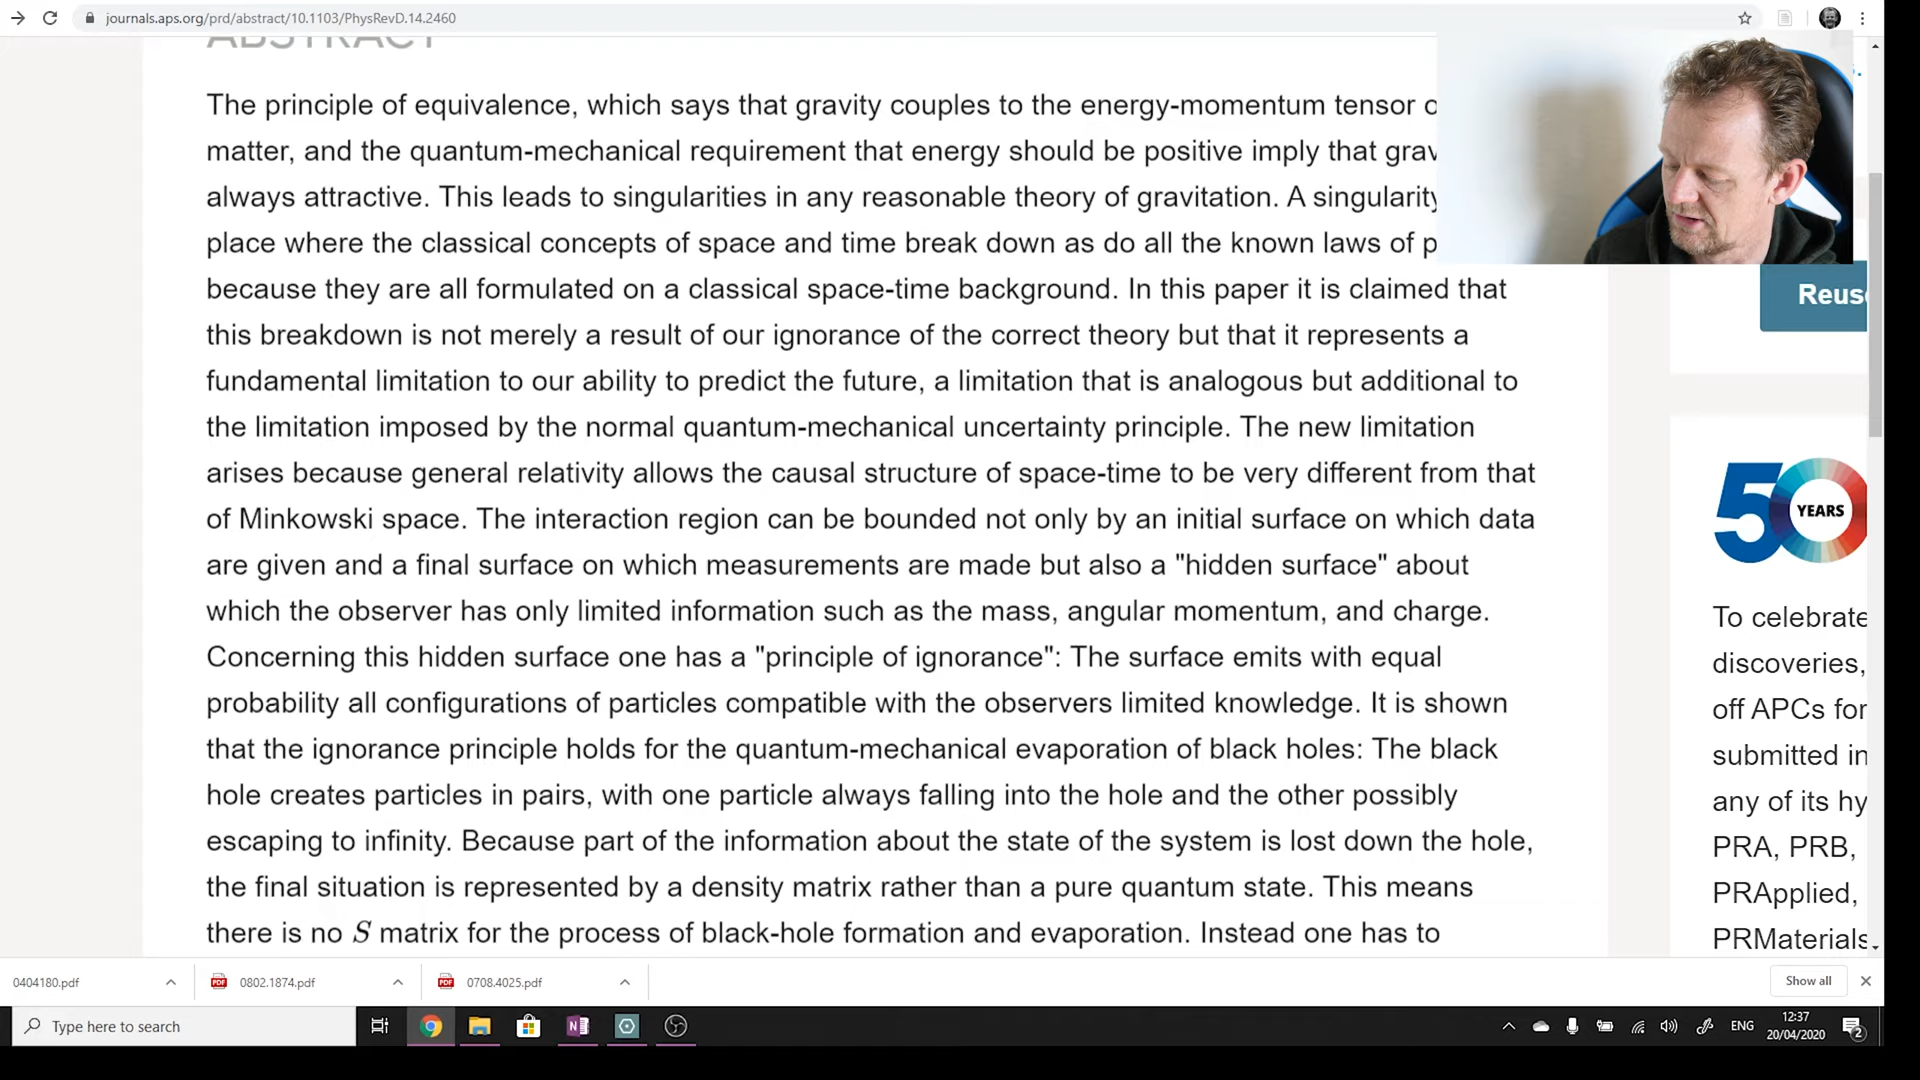 journals.aps.org/prd/abstract/10.1103/PhysRevD.14.2460
ABSTRACT
The principle of equivalence, which says that gravity couples to the energy-momentum tensor o
matter, and the quantum-mechanical requirement that energy should be positive imply that grav
always attractive. This leads to singularities in any reasonable theory of gravitation. A singularity
place where the classical concepts of space and time break down as do all the known laws of p
because they are all formulated on a classical space-time background. In this paper it is claimed that
this breakdown is not merely a result of our ignorance of the correct theory but that it represents a
fundamental limitation to our ability to predict the future, a limitation that is analogous but additional to
the limitation imposed by the normal quantum-mechanical uncertainty principle. The new limitation
arises because general relativity allows the causal structure of space-time to be very different from that
of Minkowski space. The interaction region can be bounded not only by an initial surface on which data
are given and a final surface on which measurements are made but also a "hidden surface" about
which the observer has only limited information such as the mass, angular momentum, and charge.
Concerning this hidden surface one has a "principle of ignorance": The surface emits with equal
probability all configurations of particles compatible with the observers limited knowledge. It is shown
that the ignorance principle holds for the quantum-mechanical evaporation of black holes: The black
hole creates particles in pairs, with one particle always falling into the hole and the other possibly
escaping to infinity. Because part of the information about the state of the system is lost down the hole,
the final situation is represented by a density matrix rather than a pure quantum state. This means
there is no S matrix for the process of black-hole formation and evaporation. Instead one has to
Reus
50 YEARS
To celebrate
discoveries,
off APCs for
submitted in
any of its hy
PRA, PRB,
PRApplied,
PRMaterials
0404180.pdf
0802.1874.pdf
0708.4025.pdf
Show all
Type here to search
ENG
12:37
20/04/2020
2